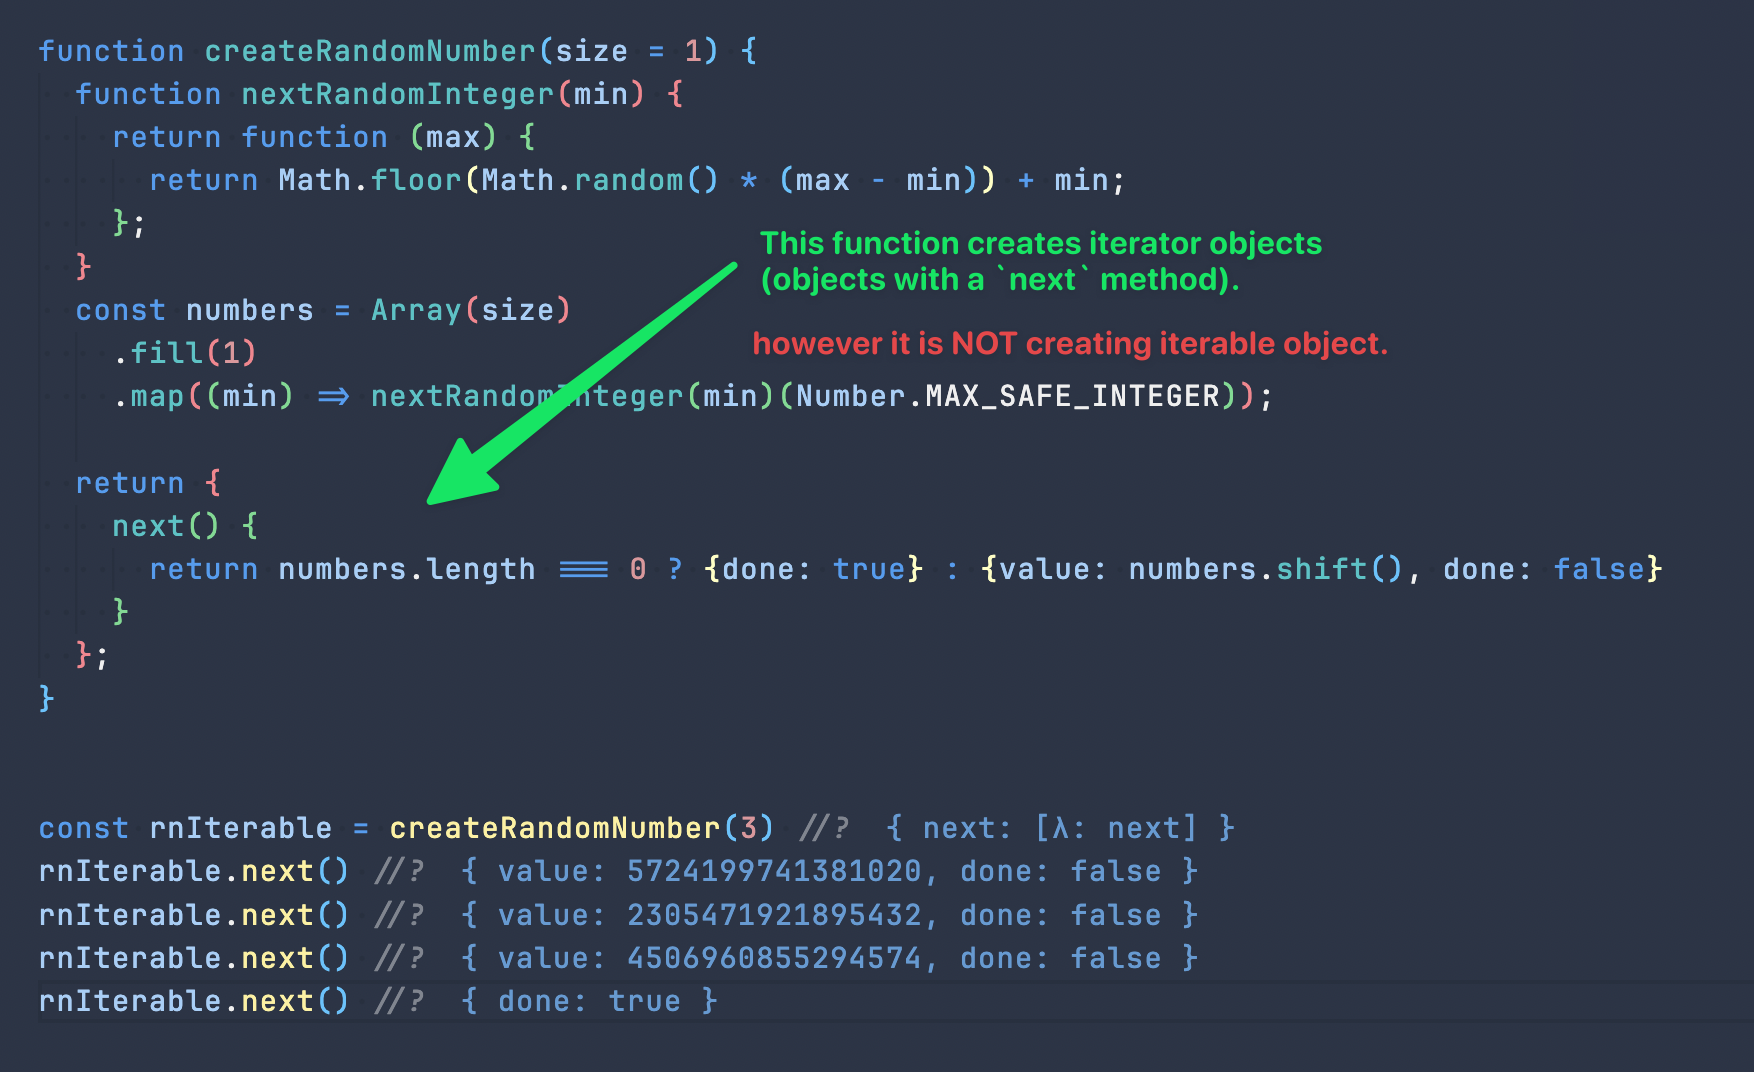 function createRandomNumber(size = 1) {
function nextRandomInteger(min) {
return function (max) {
return Math.floor(Math.random() * (max - min)) + min;
};
}
This function creates iterator objects
(objects with a `next` method).
const numbers = Array(size)
however it is NOT creating iterable object.
.fill(1)
.map((min) => nextRandomInteger(min)(Number.MAX_SAFE_INTEGER));
return {
next() {
return numbers.length === 0 ? {done: true} : {value: numbers.shift(), done: false}
}
};
}
const rnIterable = createRandomNumber(3) //? { next: [λ: next] }
rnIterable.next() //? { value: 5724199741381020, done: false }
rnIterable.next() //? { value: 2305471921895432, done: false }
rnIterable.next() //? { value: 4506960855294574, done: false }
rnIterable.next() //? { done: true }